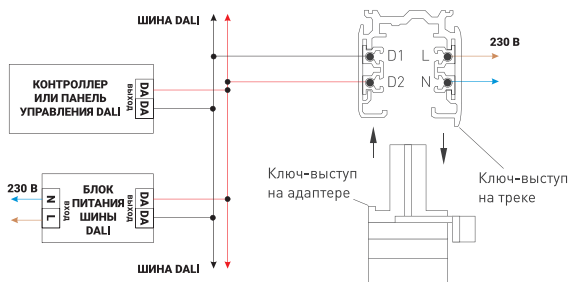 ШИНА DALI
КОНТРОЛЛЕР
ИЛИ ПАНЕЛЬ
УПРАВЛЕНИЯ DALI
ВЫХОД
DA
DA
D1
D2
L
N
230 В
230 В
N
L
ВХОД
БЛОК
ПИТАНИЯ
ШИНЫ
DALI
ВЫХОД
DA
DA
Ключ-выступ
на адаптере
Ключ-выступ
на треке
ШИНА DALI